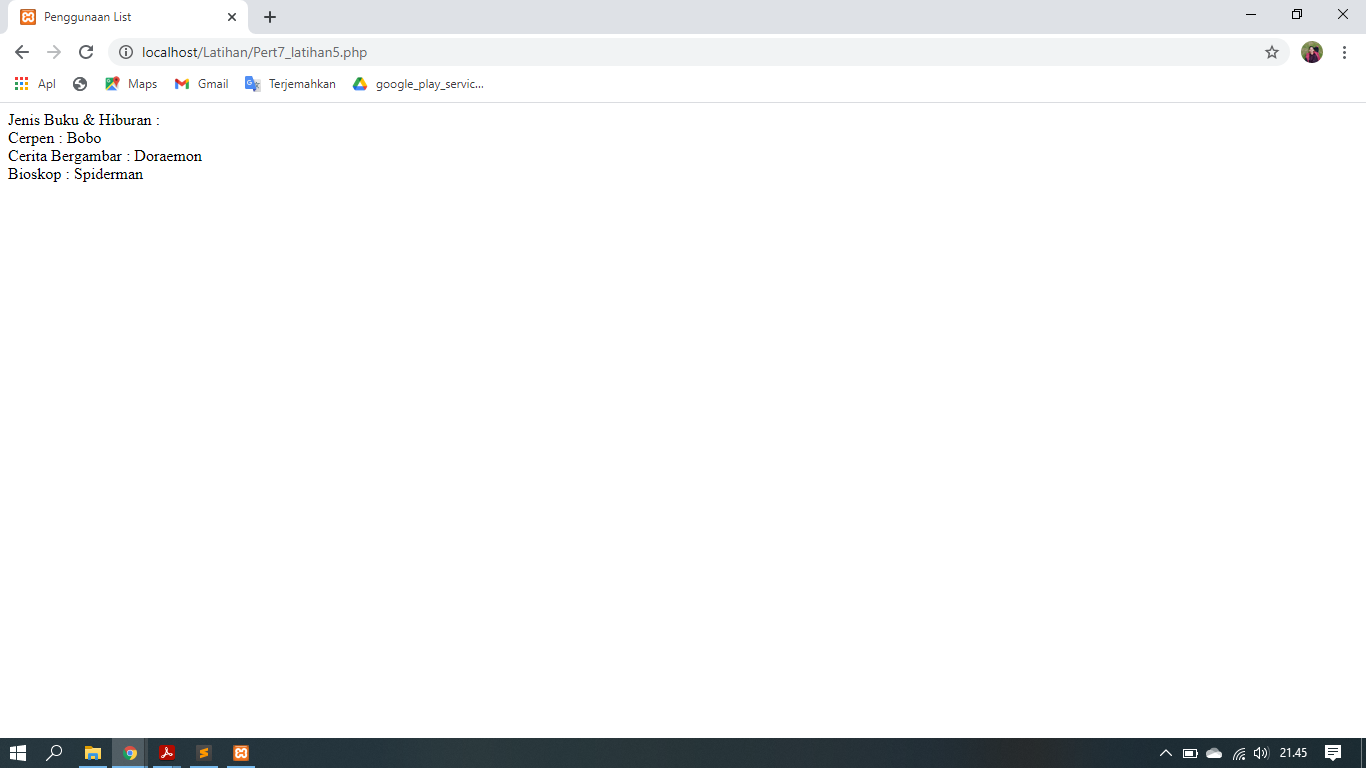 Penggunaan List
localhost/Latihan/Pert7_latihan5.php
Apl Maps Gmail Terjemahkan google_play_servic...
Jenis Buku & Hiburan :
Cerpen : Bobo
Cerita Bergambar : Doraemon
Bioskop : Spiderman
21.45